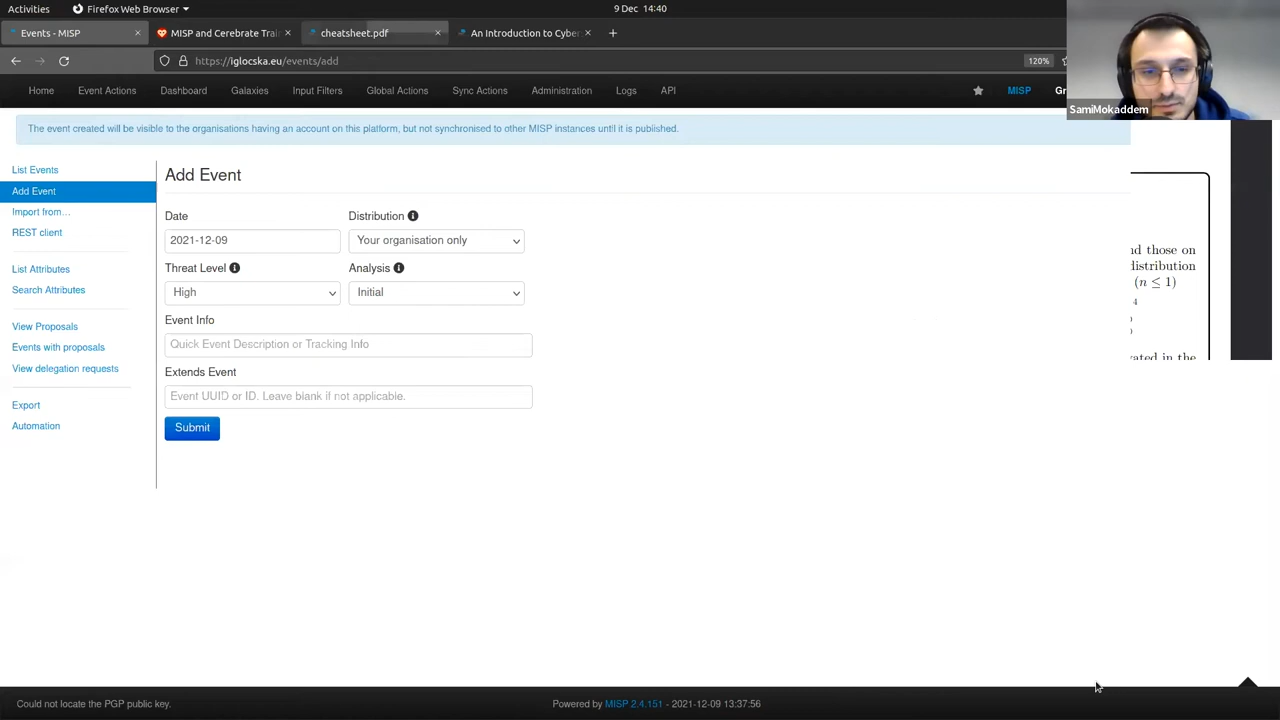 Activities Firefox Web Browser 9 Dec 14:40
Events - MISP MISP and Cerebrate Trai cheatsheet.pdf An Introduction to Cyber
https://iglocska.eu/events/add 120%
Home Event Actions Dashboard Galaxies Input Filters Global Actions Sync Actions Administration Logs API MISP
SamiMokaddem
The event created will be visible to the organisations having an account on this platform, but not synchronised to other MISP instances until it is published.
List Events
Add Event
Import from...
REST client
List Attributes
Search Attributes
View Proposals
Events with proposals
View delegation requests
Export
Automation
Add Event
Date Distribution
2021-12-09 Your organisation only
Threat Level Analysis
High Initial
Event Info
Quick Event Description or Tracking Info
Extends Event
Event UUID or ID. Leave blank if not applicable.
Submit
nd those on
distribution
(n ≤ 1)
4
Could not locate the PGP public key. Powered by MISP 2.4.151 - 2021-12-09 13:37:56